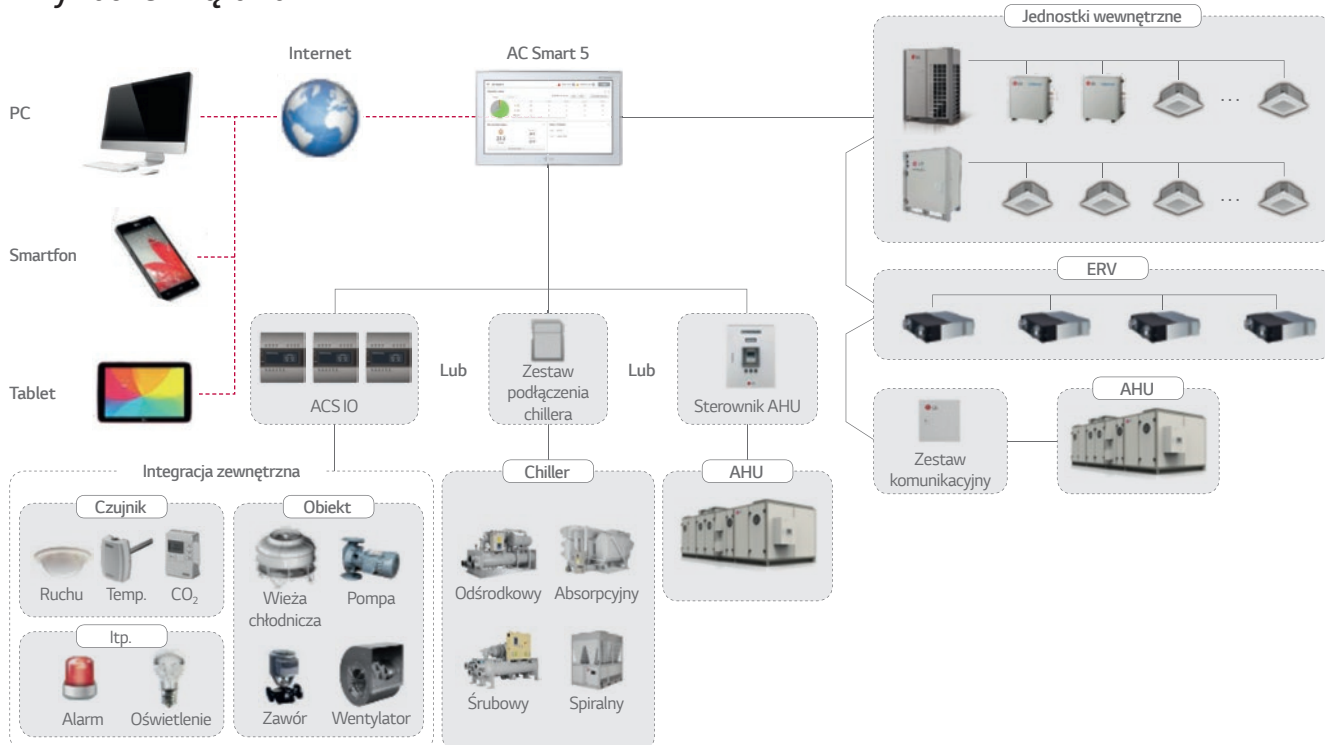 Jednostki wewnętrzne
Internet
AC Smart 5
PC
Smartfon
ERV
Tablet
ACS IO
Lub
Zestaw
podłączenia
chillera
Lub
Sterownik AHU
Zestaw
komunikacyjny
AHU
Integracja zewnętrzna
Czujnik
Ruchu
Temp.
CO₂
Itp.
Alarm
Oświetlenie
Obiekt
Wieża
chłodnicza
Pompa
Zawór
Wentylator
Chiller
Odśrodkowy
Absorpcyjny
Śrubowy
Spiralny
AHU